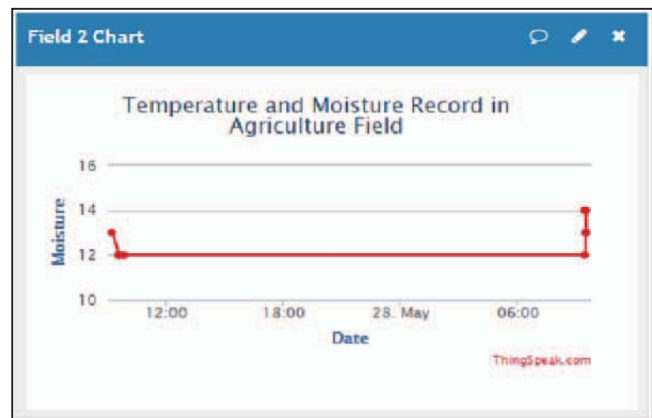 Field 2 Chart
Temperature and Moisture Record in
Agriculture Field
16
14
12
10
Moisture
12:00 18:00 28. May 06:00
Date
ThingSpeak.com